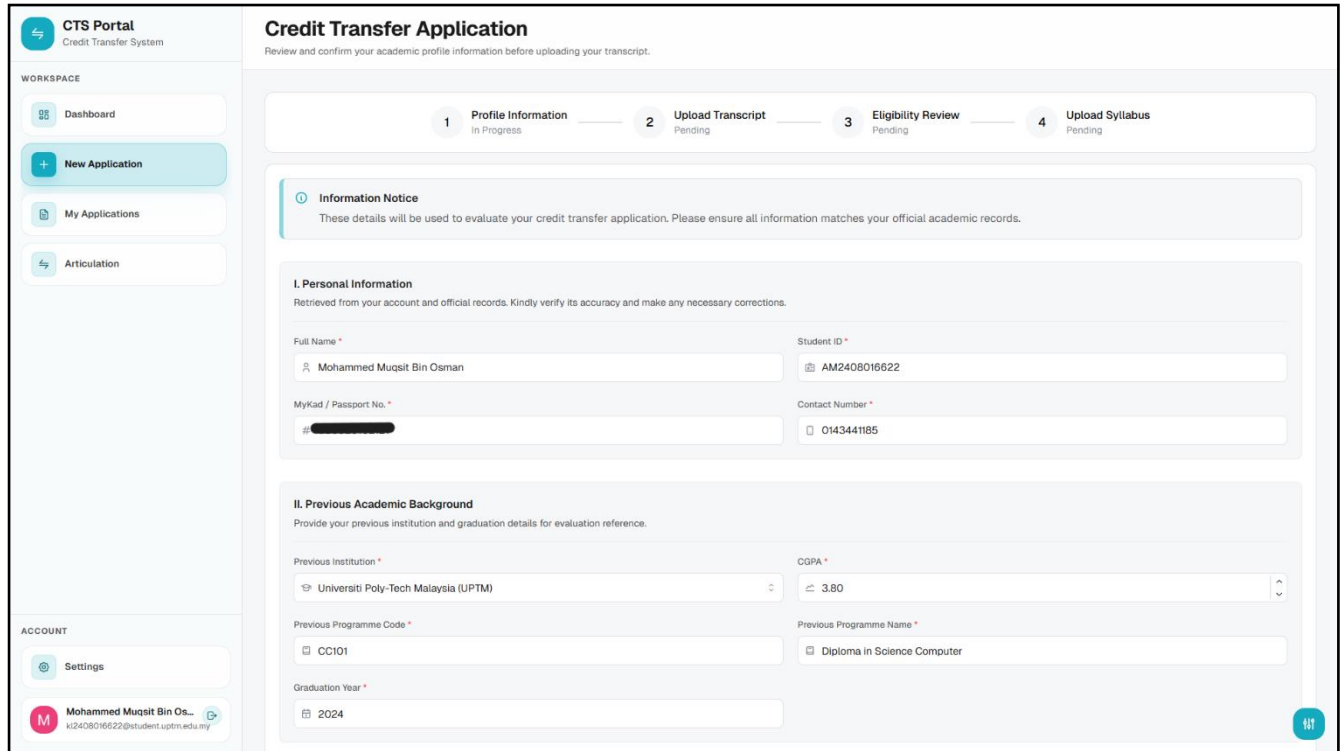 CTS Portal
Credit Transfer System
WORKSPACE
Dashboard
New Application
My Applications
Articulation
ACCOUNT
Settings
M
Mohammed Muqsit Bin Os...
kl2408016622@student.uptm.edu.my
Credit Transfer Application
Review and confirm your academic profile information before uploading your transcript.
1 Profile Information
In Progress
2 Upload Transcript
Pending
3 Eligibility Review
Pending
4 Upload Syllabus
Pending
Information Notice
These details will be used to evaluate your credit transfer application. Please ensure all information matches your official academic records.
I. Personal Information
Retrieved from your account and official records. Kindly verify its accuracy and make any necessary corrections.
Full Name *
Mohammed Muqsit Bin Osman
Student ID *
AM2408016622
MyKad / Passport No. *
#
Contact Number *
0143441185
II. Previous Academic Background
Provide your previous institution and graduation details for evaluation reference.
Previous Institution *
Universiti Poly-Tech Malaysia (UPTM)
CGPA *
3.80
Previous Programme Code *
CC101
Previous Programme Name *
Diploma in Science Computer
Graduation Year *
2024